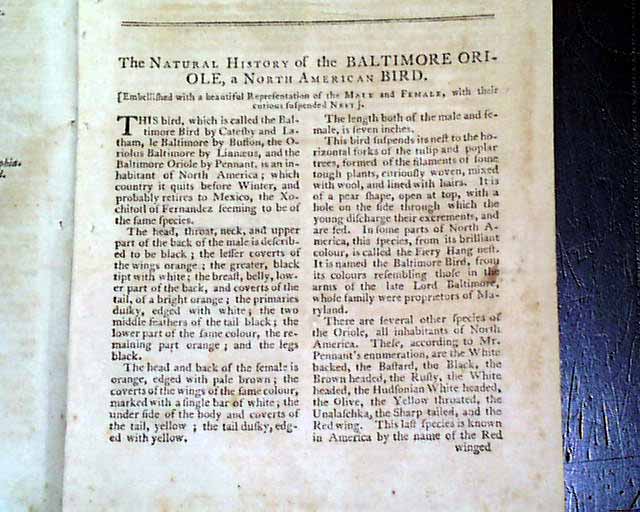 The NATURAL HISTORY of the BALTIMORE ORI-
OLE, a NORTH AMERICAN BIRD.
[Embelliſhed with a beautiful Repreſentation of the MALE and FEMALE, with their
curious ſuſpended NEST].
THIS bird, which is called the Bal-
timore Bird by Cateſby and La-
tham, le Baltimore by Buffon, the O-
riolus Baltimore by Linnæus, and the
Baltimore Oriole by Pennant, is an in-
habitant of North America; which
country it quits before Winter, and
probably retires to Mexico, the Xo-
chitol of Fernandez ſeeming to be of
the ſame ſpecies.
The head, throat, neck, and upper
part of the back of the male is deſcrib-
ed to be black; the leſſer coverts of
the wings orange; the greater, black
tipt with white; the breaſt, belly, low-
er part of the back, and coverts of the
tail, of a bright orange; the primaries
duſky, edged with white; the two
middle feathers of the tail black; the
lower part of the ſame colour, the re-
maining part orange; and the legs
black.
The head and back of the female is
orange, edged with pale brown; the
coverts of the wings of the ſame colour,
marked with a ſingle bar of white; the
under ſide of the body and coverts of
the tail, yellow; the tail duſky, edg-
ed with yellow.
The length both of the male and fe-
male, is ſeven inches.
This bird ſuſpends its neſt to the ho-
rizontal forks of the tulip and poplar
trees, formed of the filaments of ſome
tough plants, curiouſly woven, mixed
with wool, and lined with hairs. It is
of a pear ſhape, open at top, with a
hole on the ſide through which the
young diſcharge their excrements, and
are fed. In ſome parts of North A-
merica, this ſpecies, from its brilliant
colour, is called the Fiery Hang neſt.
It is named the Baltimore Bird, from
its colours reſembling thoſe in the
arms of the late Lord Baltimore,
whoſe family were proprietors of Ma-
ryland.
There are ſeveral other ſpecies of
the Oriole, all inhabitants of North
America. Theſe, according to Mr.
Pennant's enumeration, are the White
backed, the Baſtard, the Black, the
Brown headed, the Ruſty, the White
headed, the Hudſonian White headed,
the Olive, the Yellow throated, the
Unalaſchka, the Sharp tailed, and the
Red wing. This laſt ſpecies is known
in America by the name of the Red
winged